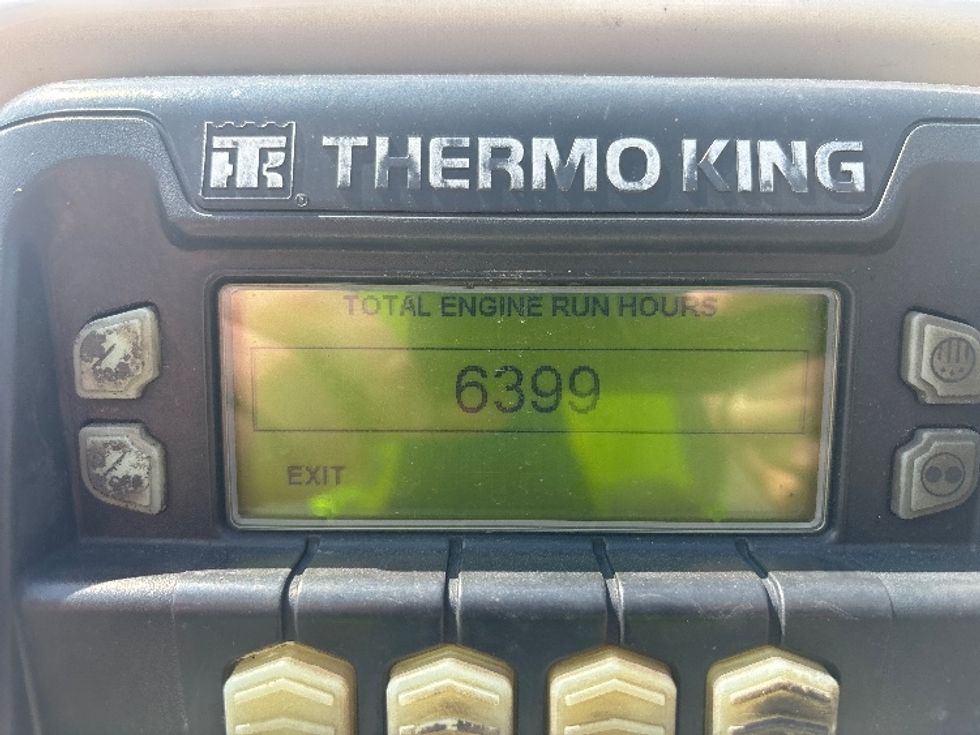 TK ® THERMO KING
TOTAL ENGINE RUN HOURS
6399
EXIT